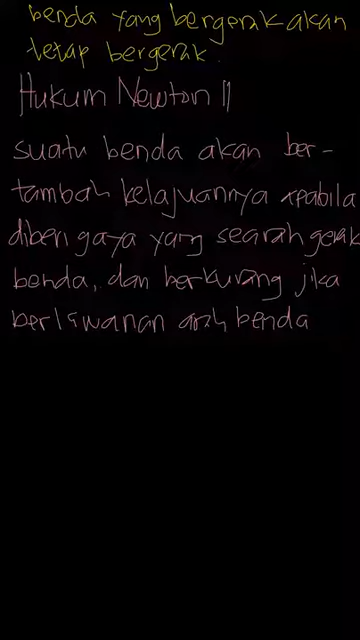 benda yang bergerak akan
tetap bergerak.
Hukum Newton II
suatu benda akan ber-
tambah kelajuannya apabila
diberi gaya yang searah gerak
benda, dan berkurang jika
berlawanan arah benda